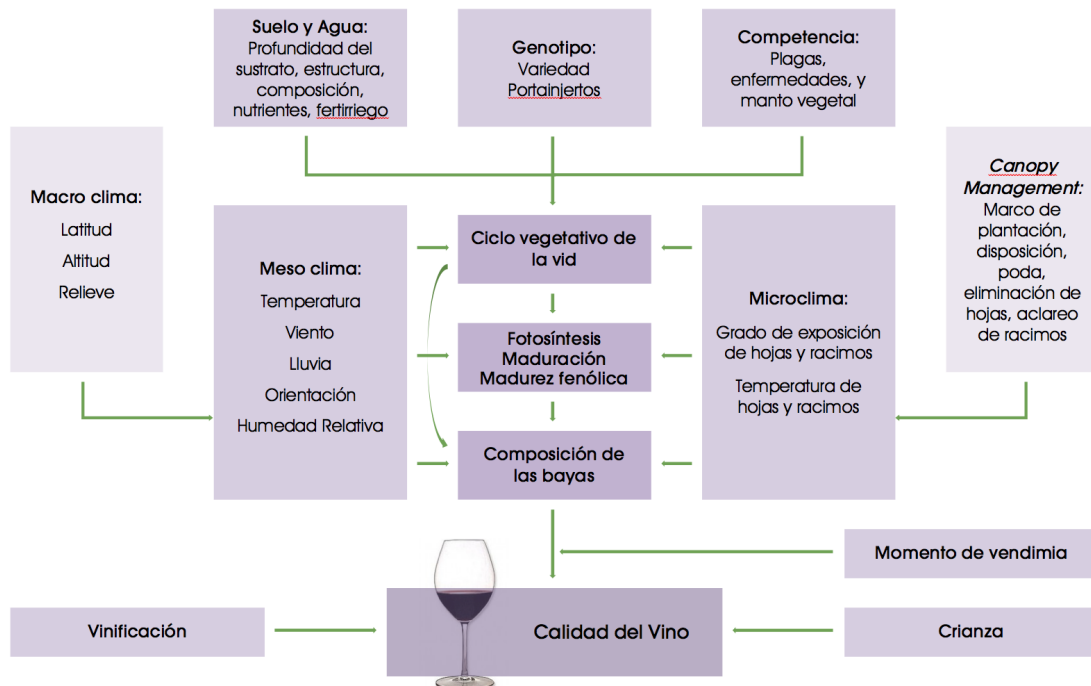 Suelo y Agua:
Profundidad del
sustrato, estructura,
composición,
nutrientes, fertirriego
Genotipo:
Variedad
Portainjertos
Competencia:
Plagas,
enfermedades, y
manto vegetal
Macro clima:
Latitud
Altitud
Relieve
Meso clima:
Temperatura
Viento
Lluvia
Orientación
Humedad Relativa
Ciclo vegetativo de
la vid
Fotosíntesis
Maduración
Madurez fenólica
Composición de
las bayas
Microclima:
Grado de exposición
de hojas y racimos
Temperatura de
hojas y racimos
Canopy
Management:
Marco de
plantación,
disposición,
poda,
eliminación de
hojas, aclareo
de racimos
Momento de vendimia
Vinificación
Calidad del Vino
Crianza